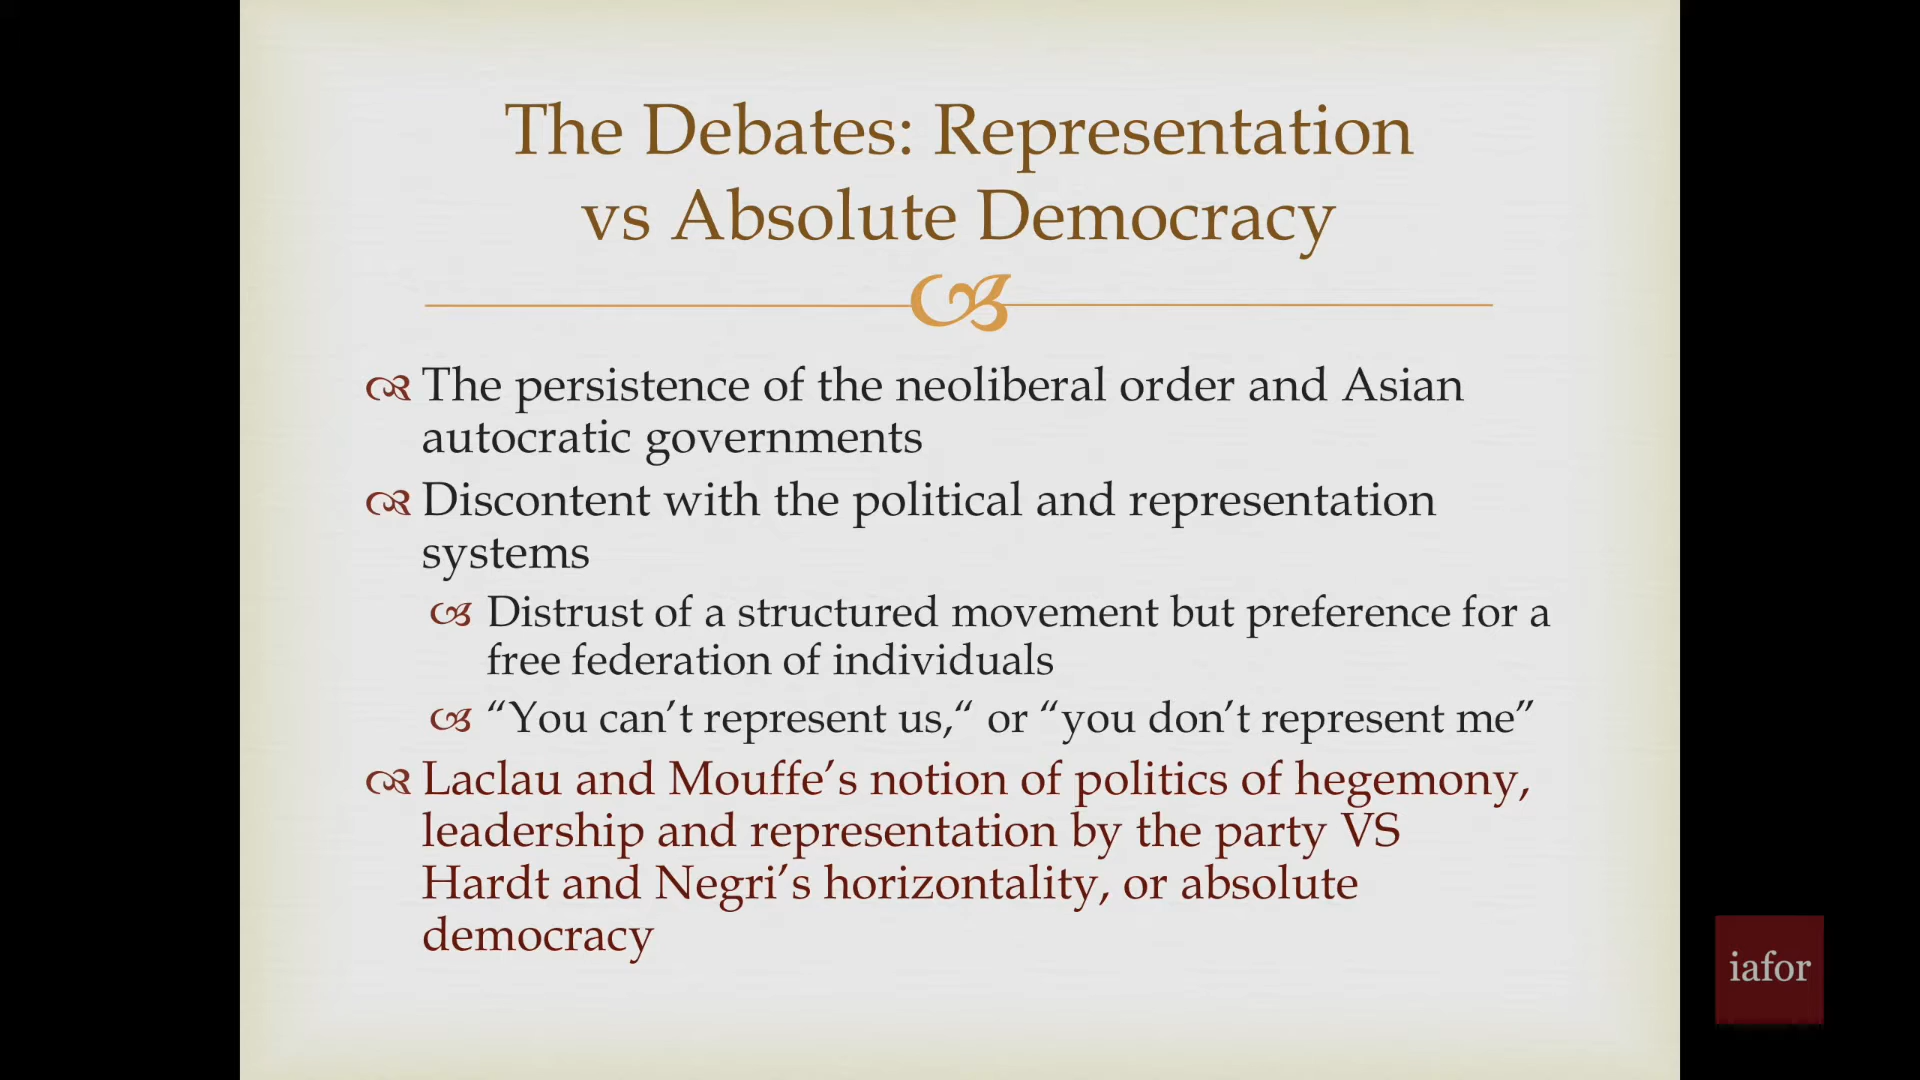 The Debates: Representation
vs Absolute Democracy
The persistence of the neoliberal order and Asian
autocratic governments
Discontent with the political and representation
systems
Distrust of a structured movement but preference for a
free federation of individuals
“You can’t represent us,“ or “you don’t represent me”
Laclau and Mouffe’s notion of politics of hegemony,
leadership and representation by the party VS
Hardt and Negri’s horizontality, or absolute
democracy
iafor